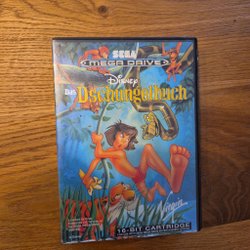 SEGA
MEGA DRIVE
Disney
Das Dschungelbuch
Virgin
16-BIT CARTRIDGE